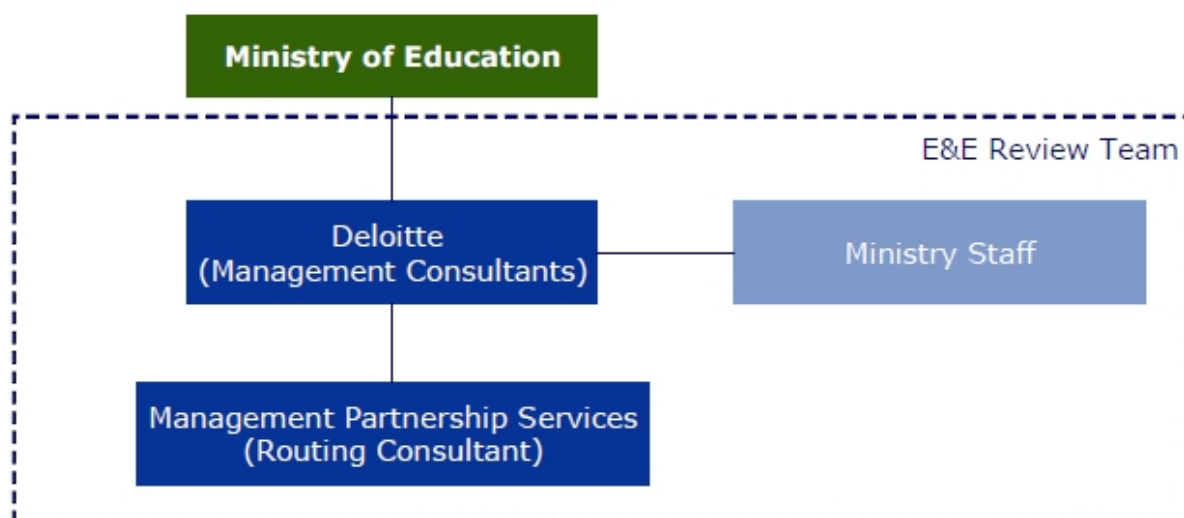 Ministry of Education
E&E Review Team
Deloitte
(Management Consultants)
Ministry Staff
Management Partnership Services
(Routing Consultant)